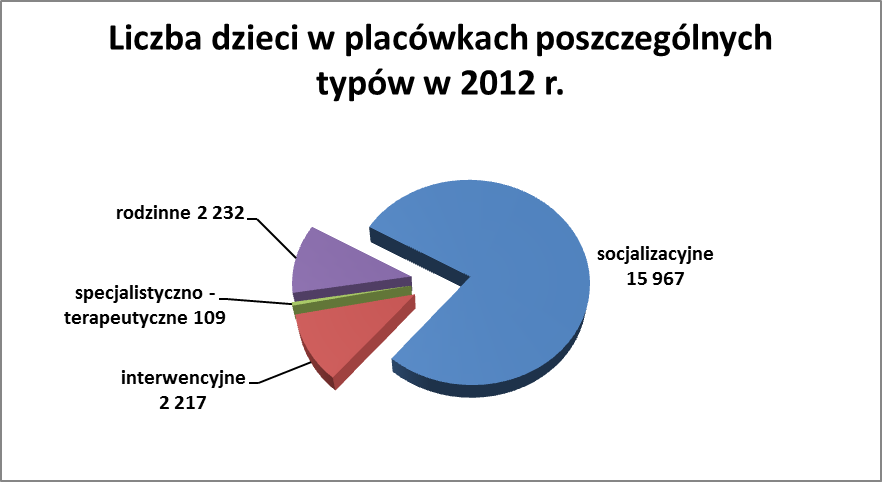 Liczba dzieci w placówkach poszczególnych
typów w 2012 r.
rodzinne 2 232
specjalistyczno -
terapeutyczne 109
interwencyjne
2 217
socjalizacyjne
15 967